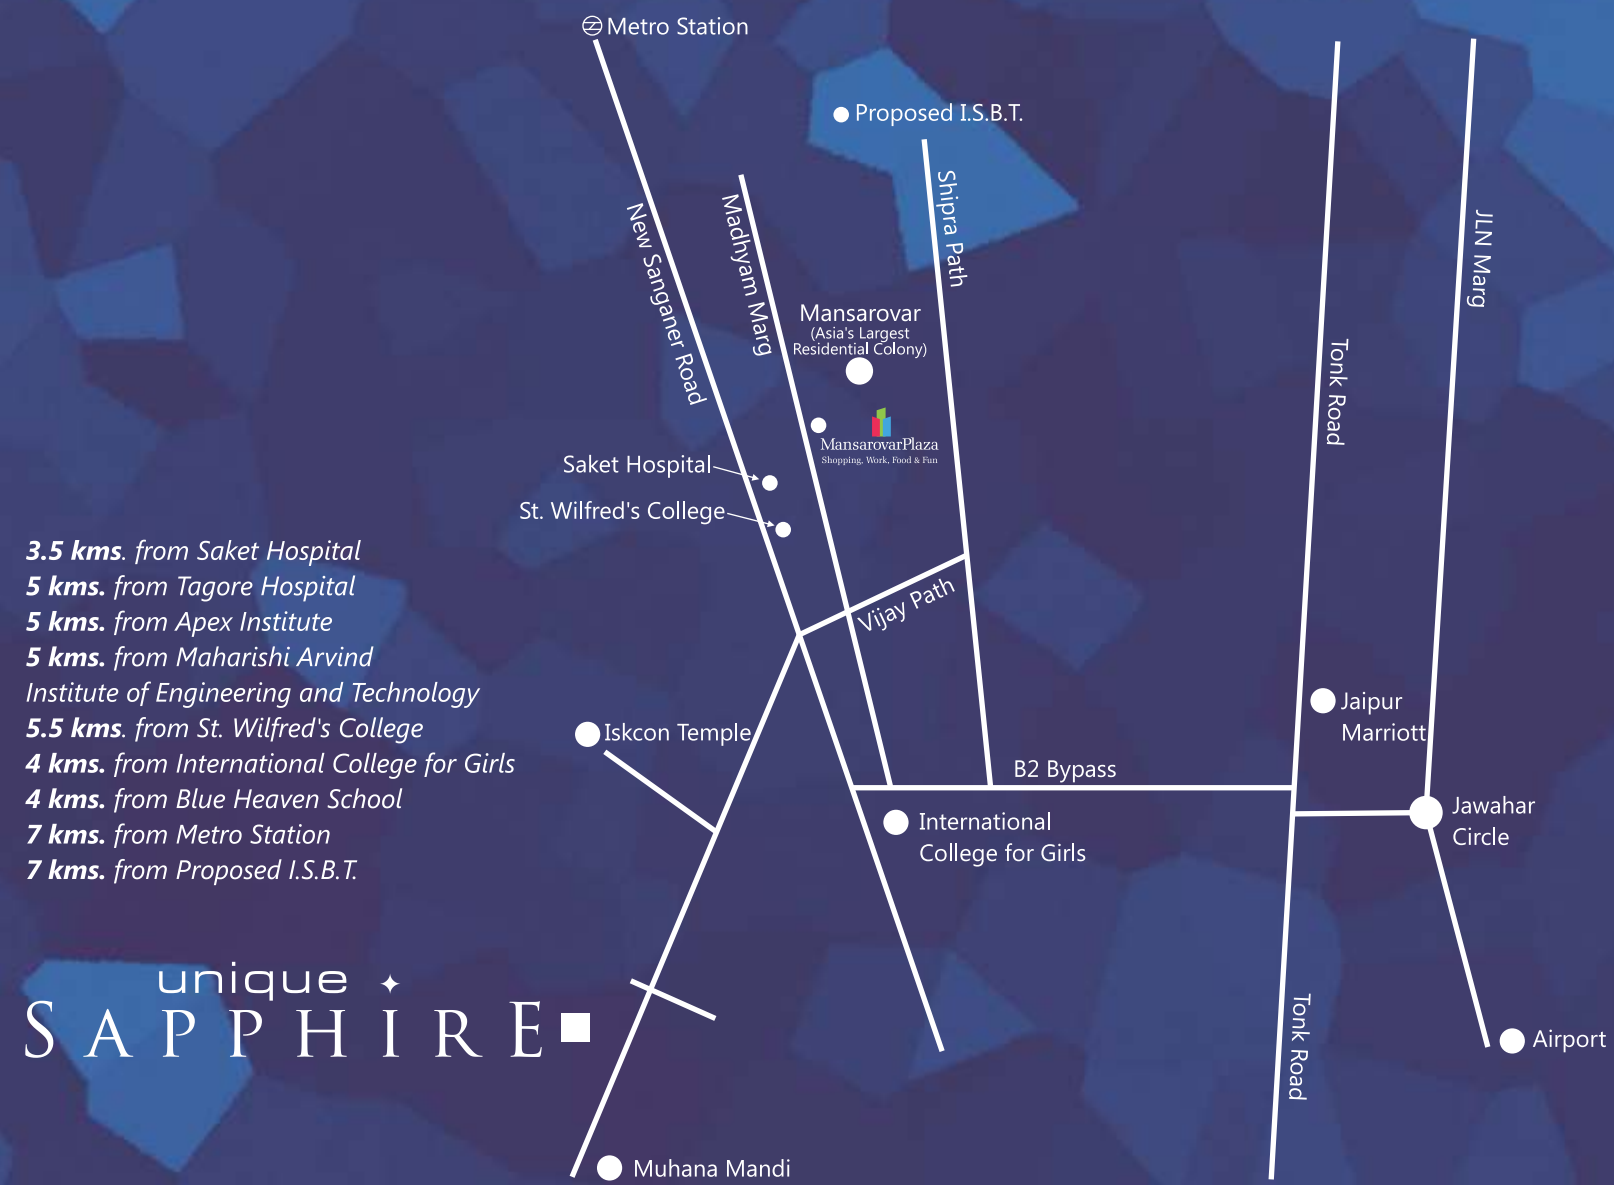 Metro Station
Proposed I.S.B.T.
New Sanganer Road
Madhyam Marg
Shipra Path
Tonk Road
JLN Marg
Mansarovar
(Asia's Largest
Residential Colony)
MansarovarPlaza
Shopping, Work, Food & Fun
Saket Hospital
St. Wilfred's College
Vijay Path
3.5 kms. from Saket Hospital
5 kms. from Tagore Hospital
5 kms. from Apex Institute
5 kms. from Maharishi Arvind
Institute of Engineering and Technology
5.5 kms. from St. Wilfred's College
4 kms. from International College for Girls
4 kms. from Blue Heaven School
7 kms. from Metro Station
7 kms. from Proposed I.S.B.T.
Iskcon Temple
Jaipur
Marriott
B2 Bypass
International
College for Girls
Jawahar
Circle
unique
SAPPHIRE
Tonk Road
Airport
Muhana Mandi